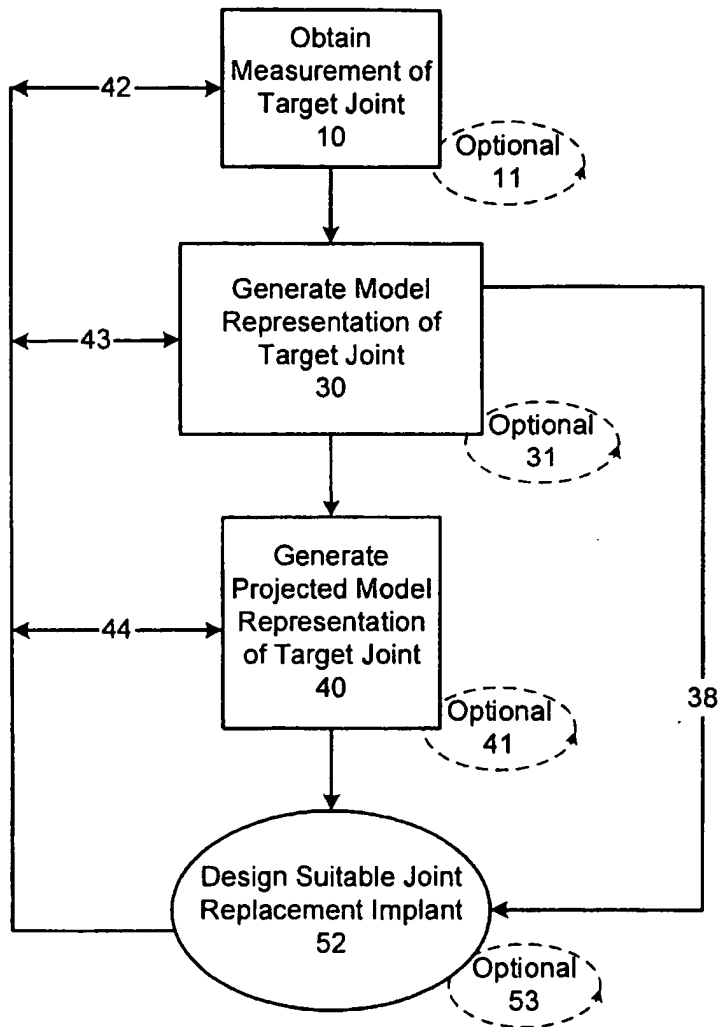 Obtain
Measurement of
Target Joint
10
42
Optional
11
Generate Model
Representation of
Target Joint
30
43
Optional
31
Generate
Projected Model
Representation
of Target Joint
40
44
Optional
41
38
Design Suitable Joint
Replacement Implant
52
Optional
53